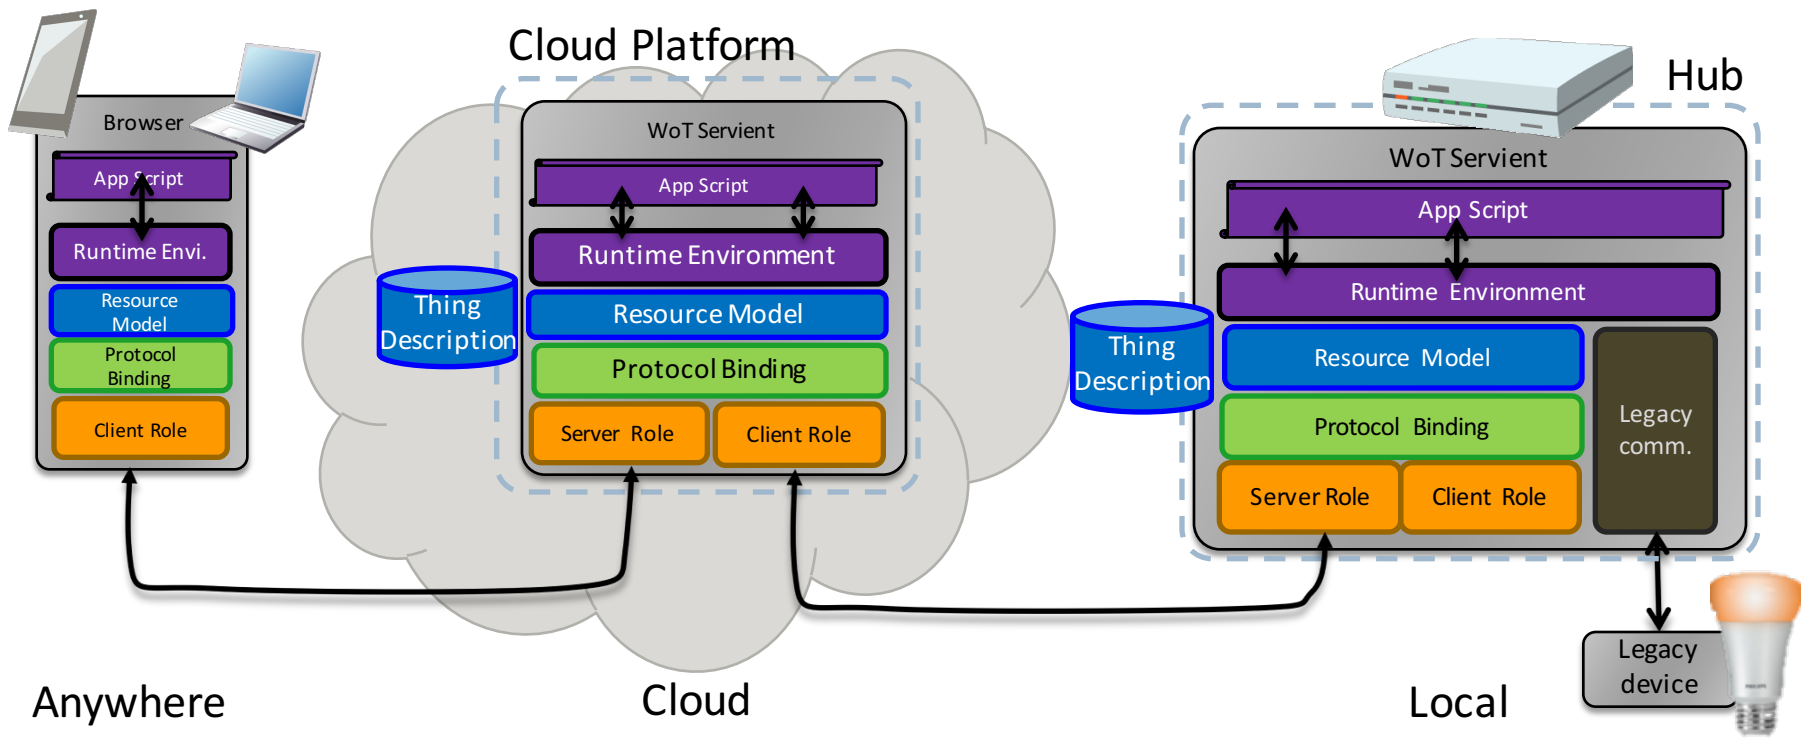 Cloud Platform
Hub
Browser
App Script
Runtime Envi.
Resource
Model
Protocol
Binding
Client Role
WoT Servient
App Script
Runtime Environment
Thing
Description
Resource Model
Protocol Binding
Server Role
Client Role
WoT Servient
App Script
Runtime Environment
Thing
Description
Resource Model
Protocol Binding
Server Role
Client Role
Legacy
comm.
Legacy
device
Anywhere
Cloud
Local